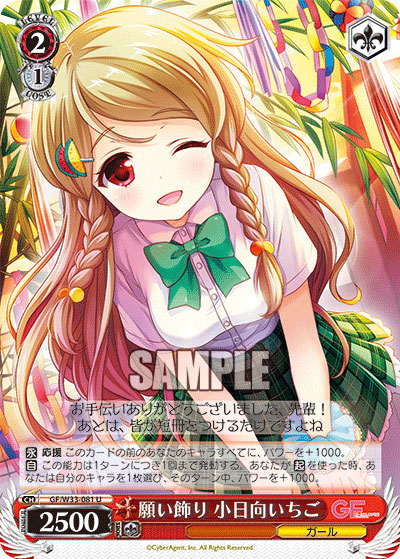 LEVEL
2
1
COST
SAMPLE
お手伝いありがとうございました、先輩!
あとは、皆が短冊をつけるだけですよね
永 応援 このカードの前のあなたのキャラすべてに、パワーを+1000。
自 この能力は1ターンにつき1回まで発動する。あなたが起を使った時、あなたは自分のキャラを1枚選び、そのターン中、パワーを+1000。
GF/W33-081 U
2500
願い飾り 小日向いちご
GF
ガール
©CyberAgent, Inc. All Rights Reserved.